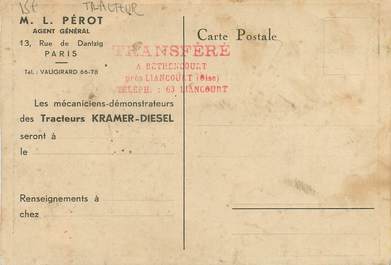 TRACTEUR
M. L. PÉROT
AGENT GÉNÉRAL
13, Rue de Dantzig
PARIS
Tél.: VAUGIRARD 66-78
Carte Postale
TRANSFÉRÉ
A BETHENCOURT
près LIANCOURT (Oise)
TELEPH : 63 LIANCOURT
Les mécaniciens-démonstrateurs
des Tracteurs KRAMER-DIESEL
seront à
le
Renseignements à
chez